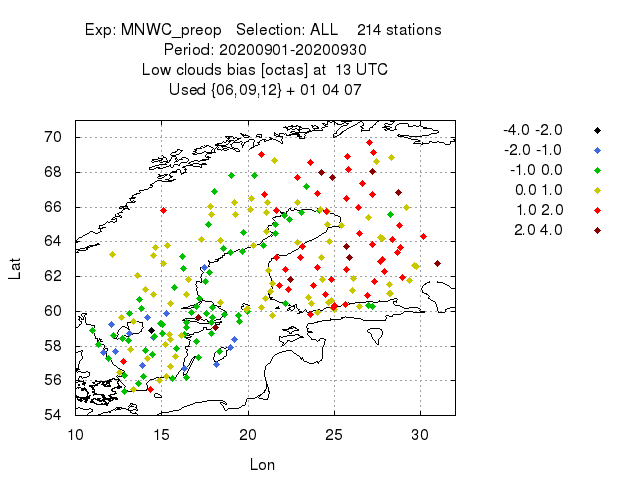 Exp: MNWC_preop   Selection: ALL    214 stations
Period: 20200901-20200930
Low clouds bias [octas] at  13 UTC
Used {06,09,12} + 01 04 07
-4.0 -2.0
-2.0 -1.0
-1.0 0.0
0.0 1.0
1.0 2.0
2.0 4.0
70
68
66
64
62
60
58
56
54
Lat
10 15 20 25 30
Lon